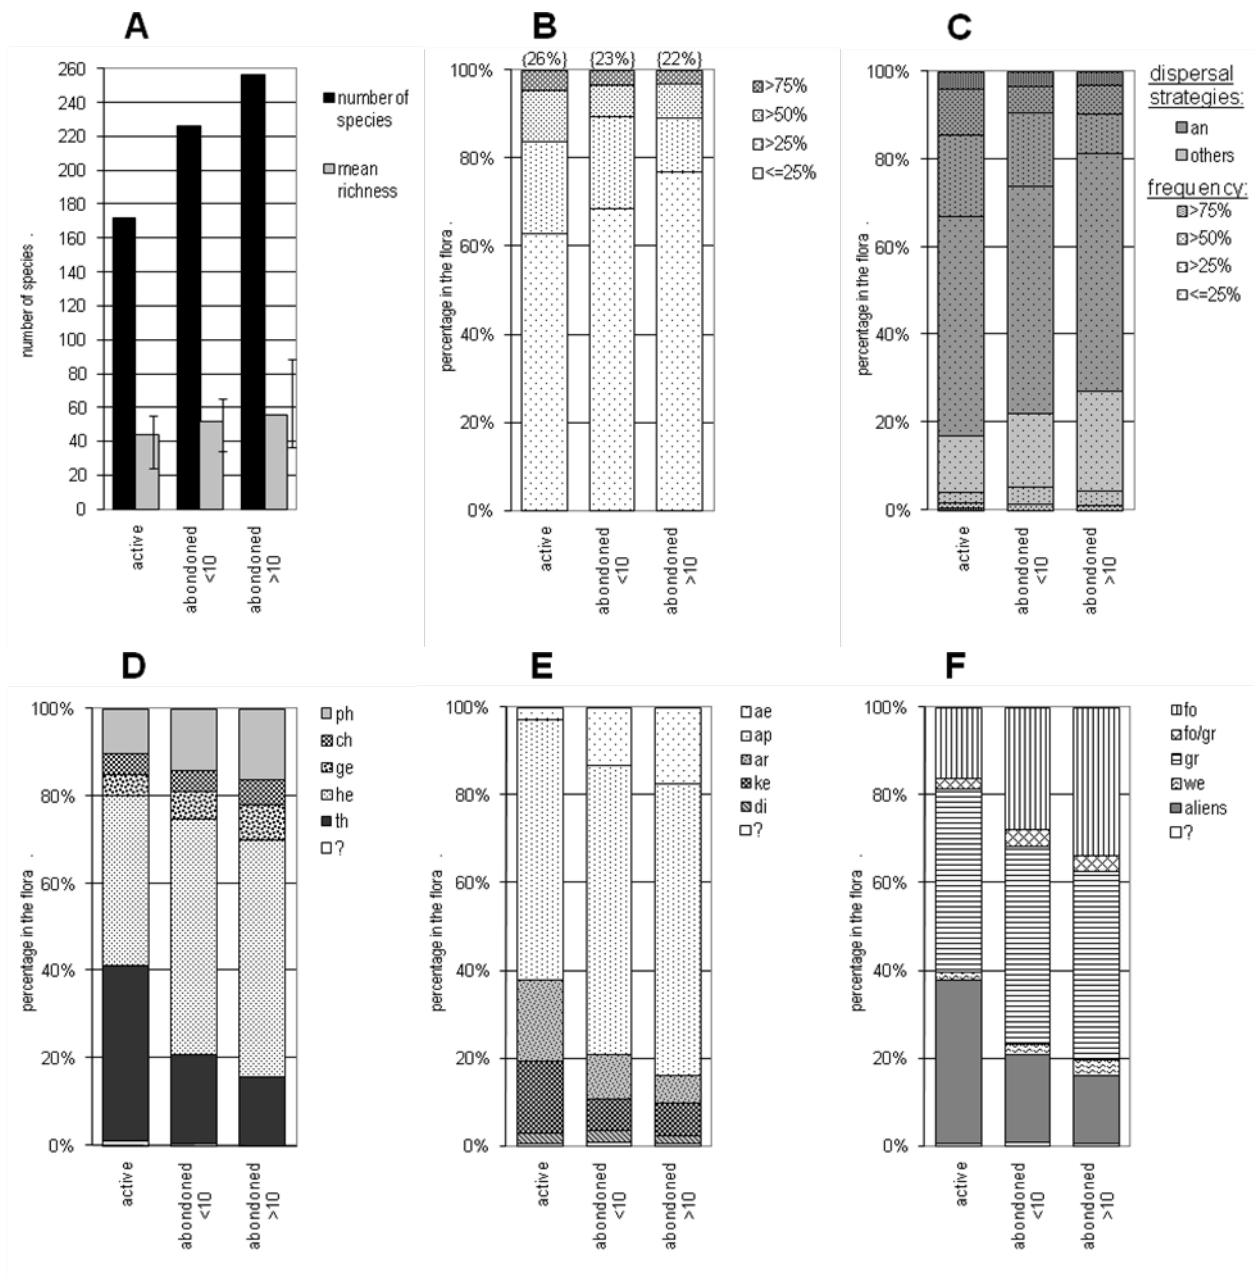 A
number of species .
260
240
220
200
180
160
140
120
100
80
60
40
20
0
active
abondoned
<10
abondoned
>10
number of
species
mean
richness
B
percentage in the flora .
{26%}
{23%}
{22%}
100%
80%
60%
40%
20%
0%
active
abondoned
<10
abondoned
>10
>75%
>50%
>25%
<=25%
C
percentage in the flora .
100%
80%
60%
40%
20%
0%
active
abondoned
<10
abondoned
>10
dispersal
strategies:
an
others
frequency:
>75%
>50%
>25%
<=25%
D
percentage in the flora .
100%
80%
60%
40%
20%
0%
active
abondoned
<10
abondoned
>10
ph
ch
ge
he
th
?
E
percentage in the flora .
100%
80%
60%
40%
20%
0%
active
abondoned
<10
abondoned
>10
ae
ap
ar
ke
di
?
F
percentage in the flora .
100%
80%
60%
40%
20%
0%
active
abondoned
<10
abondoned
>10
fo
fo/gr
gr
we
aliens
?